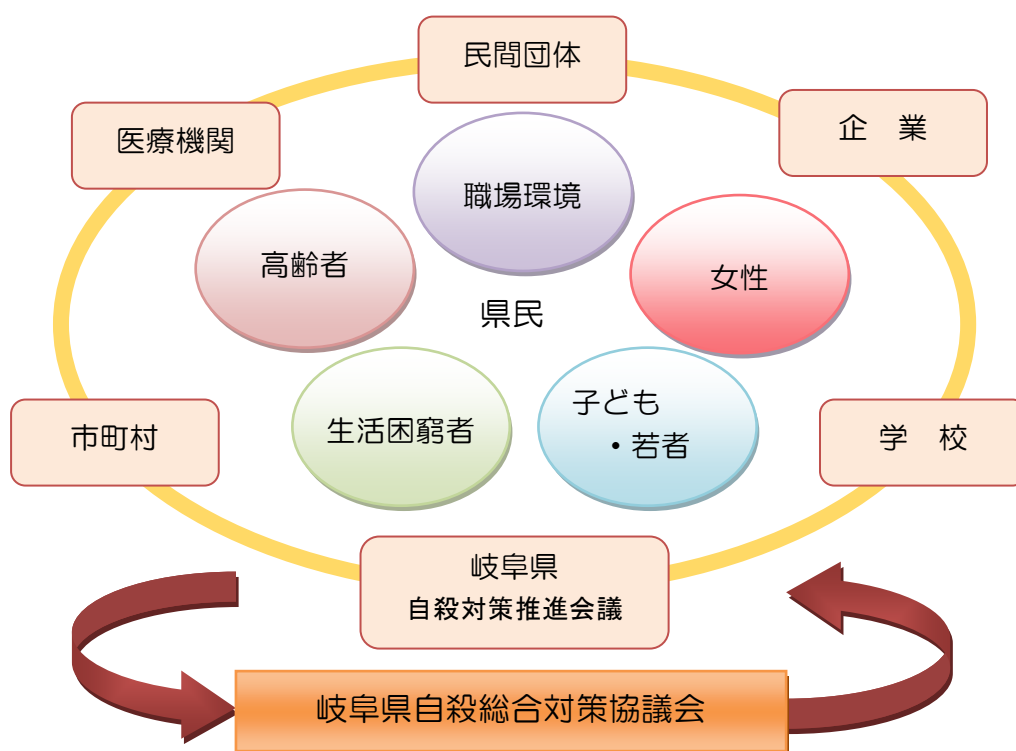 民間団体
医療機関
企　業
職場環境
高齢者
女性
県民
子ども
・若者
生活困窮者
市町村
学　校
岐阜県
自殺対策推進会議
岐阜県自殺総合対策協議会